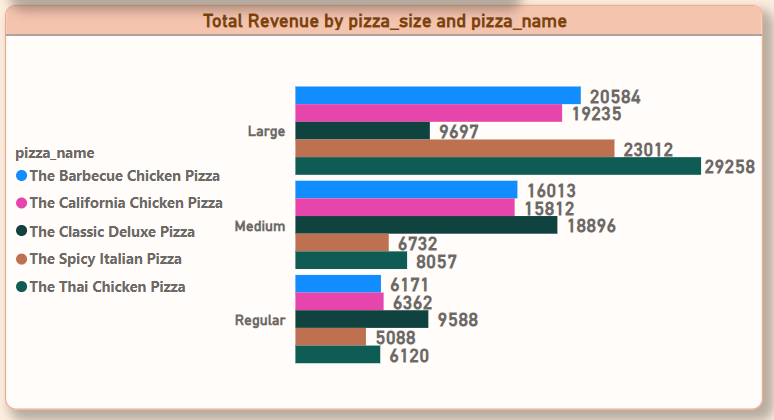 Total Revenue by pizza_size and pizza_name
pizza_name
The Barbecue Chicken Pizza
The California Chicken Pizza
The Classic Deluxe Pizza
The Spicy Italian Pizza
The Thai Chicken Pizza
Large
20584
19235
9697
23012
29258
Medium
16013
15812
18896
6732
8057
Regular
6171
6362
9588
5088
6120